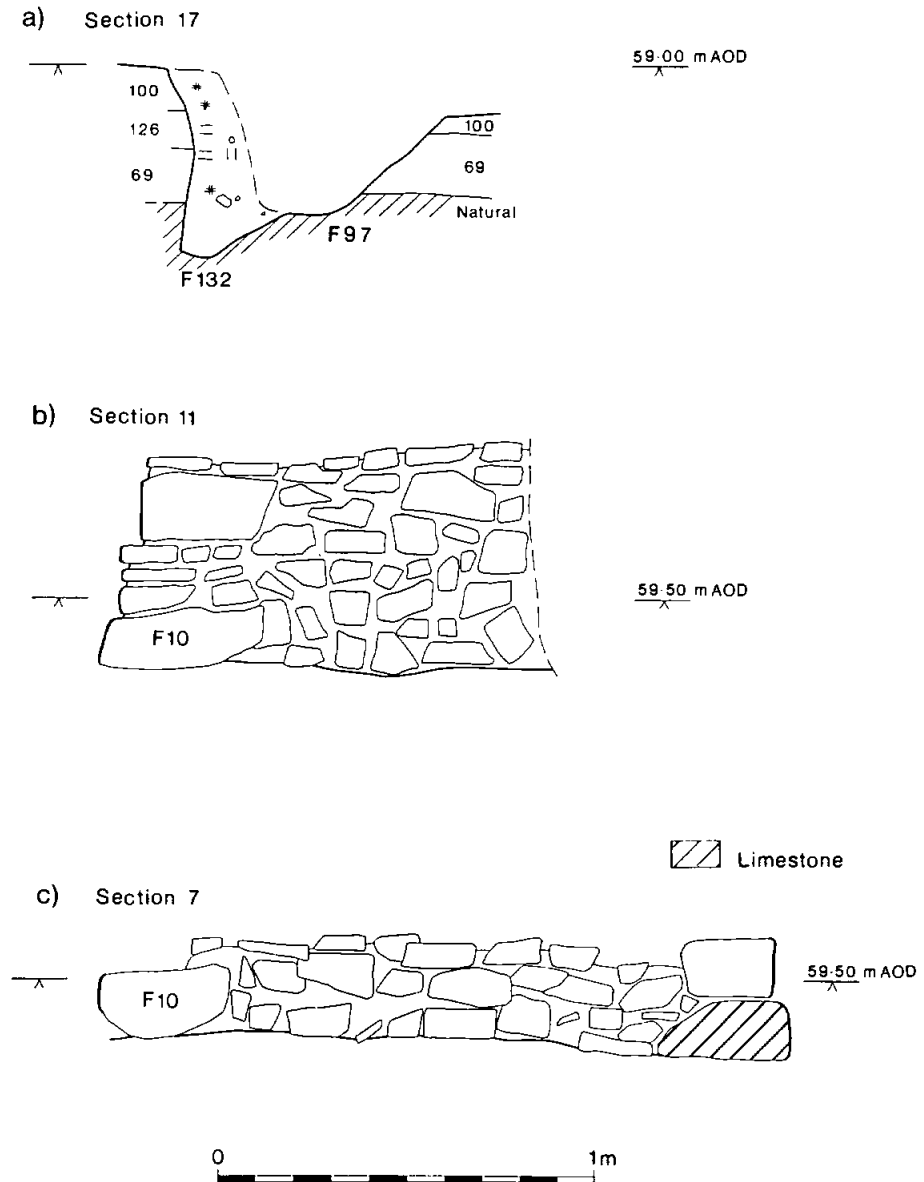 a) Section 17
59·00 m AOD
100
126
69
100
69
Natural
F97
F132
b) Section 11
59·50 m AOD
F10
Limestone
c) Section 7
59·50 m AOD
F10
0 1m